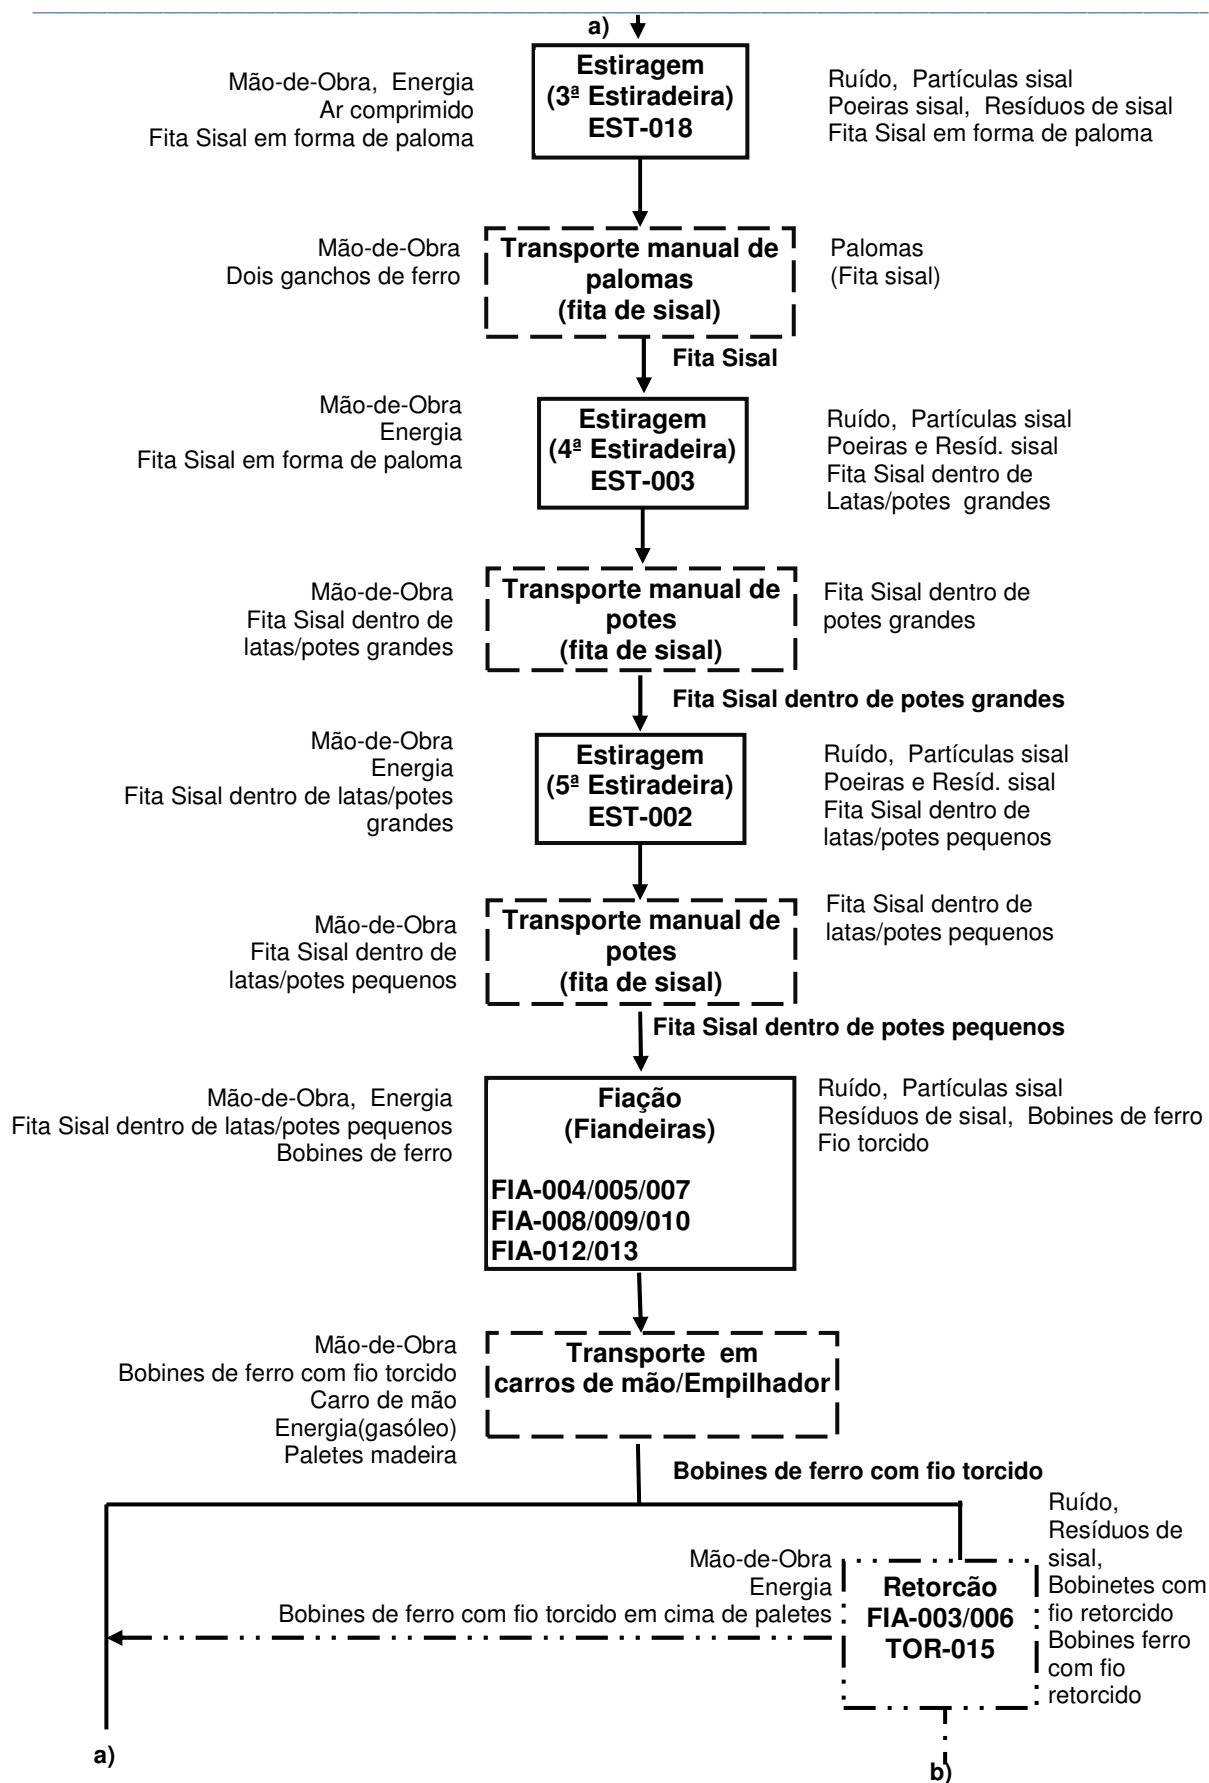 a)
Estiragem
(3ª Estiradeira)
EST-018
Mão-de-Obra, Energia
Ar comprimido
Fita Sisal em forma de paloma
Ruído, Partículas sisal
Poeiras sisal, Resíduos de sisal
Fita Sisal em forma de paloma
Mão-de-Obra
Dois ganchos de ferro
Transporte manual de
palomas
(fita de sisal)
Palomas
(Fita sisal)
Fita Sisal
Mão-de-Obra
Energia
Fita Sisal em forma de paloma
Estiragem
(4ª Estiradeira)
EST-003
Ruído, Partículas sisal
Poeiras e Resíd. sisal
Fita Sisal dentro de
Latas/potes grandes
Mão-de-Obra
Fita Sisal dentro de
latas/potes grandes
Transporte manual de
potes
(fita de sisal)
Fita Sisal dentro de
potes grandes
Fita Sisal dentro de potes grandes
Mão-de-Obra
Energia
Fita Sisal dentro de latas/potes
grandes
Estiragem
(5ª Estiradeira)
EST-002
Ruído, Partículas sisal
Poeiras e Resíd. sisal
Fita Sisal dentro de
latas/potes pequenos
Mão-de-Obra
Fita Sisal dentro de
latas/potes pequenos
Transporte manual de
potes
(fita de sisal)
Fita Sisal dentro de
latas/potes pequenos
Fita Sisal dentro de potes pequenos
Mão-de-Obra, Energia
Fita Sisal dentro de latas/potes pequenos
Bobines de ferro
Fiação
(Fiandeiras)
FIA-004/005/007
FIA-008/009/010
FIA-012/013
Ruído, Partículas sisal
Resíduos de sisal, Bobines de ferro
Fio torcido
Mão-de-Obra
Bobines de ferro com fio torcido
Carro de mão
Energia(gasóleo)
Paletes madeira
Transporte em
carros de mão/Empilhador
Bobines de ferro com fio torcido
Mão-de-Obra
Energia
Bobines de ferro com fio torcido em cima de paletes
Retorcão
FIA-003/006
TOR-015
Ruído,
Resíduos de
sisal,
Bobinetes com
fio retorcido
Bobines ferro
com fio
retorcido
a)
b)